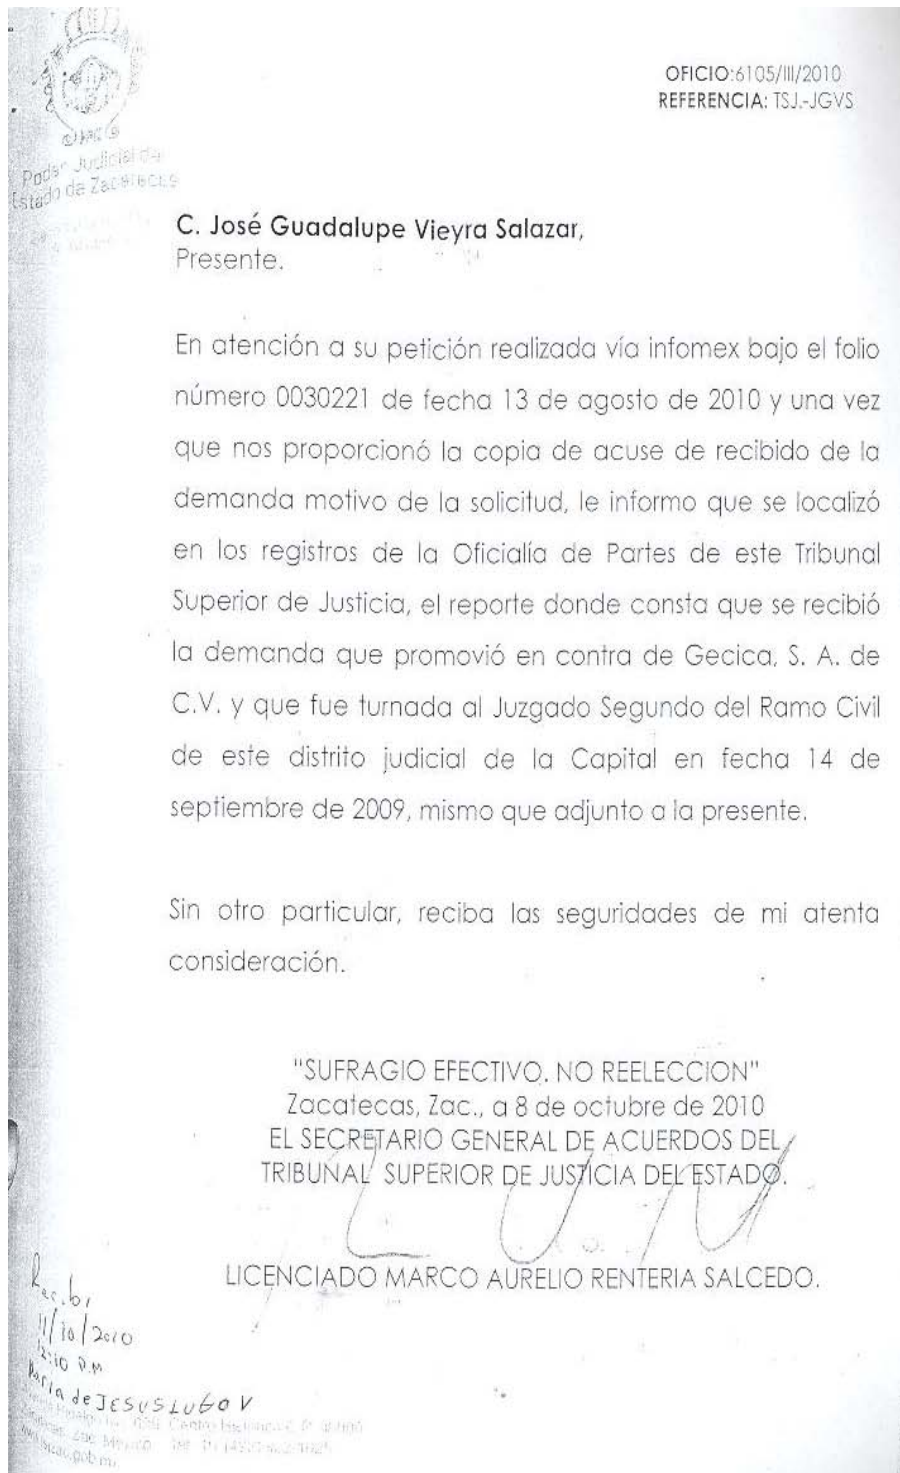 OFICIO:6105/III/2010
REFERENCIA: TSJ.-JGVS
Poder Judicial del
Estado de Zacatecas
C. José Guadalupe Vieyra Salazar,
Presente.
En atención a su petición realizada vía infomex bajo el folio
número 0030221 de fecha 13 de agosto de 2010 y una vez
que nos proporcionó la copia de acuse de recibido de la
demanda motivo de la solicitud, le informo que se localizó
en los registros de la Oficialía de Partes de este Tribunal
Superior de Justicia, el reporte donde consta que se recibió
la demanda que promovió en contra de Gecica, S. A. de
C.V. y que fue turnada al Juzgado Segundo del Ramo Civil
de este distrito judicial de la Capital en fecha 14 de
septiembre de 2009, mismo que adjunto a la presente.
Sin otro particular, reciba las seguridades de mi atenta
consideración.
"SUFRAGIO EFECTIVO. NO REELECCION"
Zacatecas, Zac., a 8 de octubre de 2010
EL SECRETARIO GENERAL DE ACUERDOS DEL
TRIBUNAL SUPERIOR DE JUSTICIA DEL ESTADO.
LICENCIADO MARCO AURELIO RENTERIA SALCEDO.
Recibi
11/10/2010
12:10 P.M
Maria de JESUS LUGO V